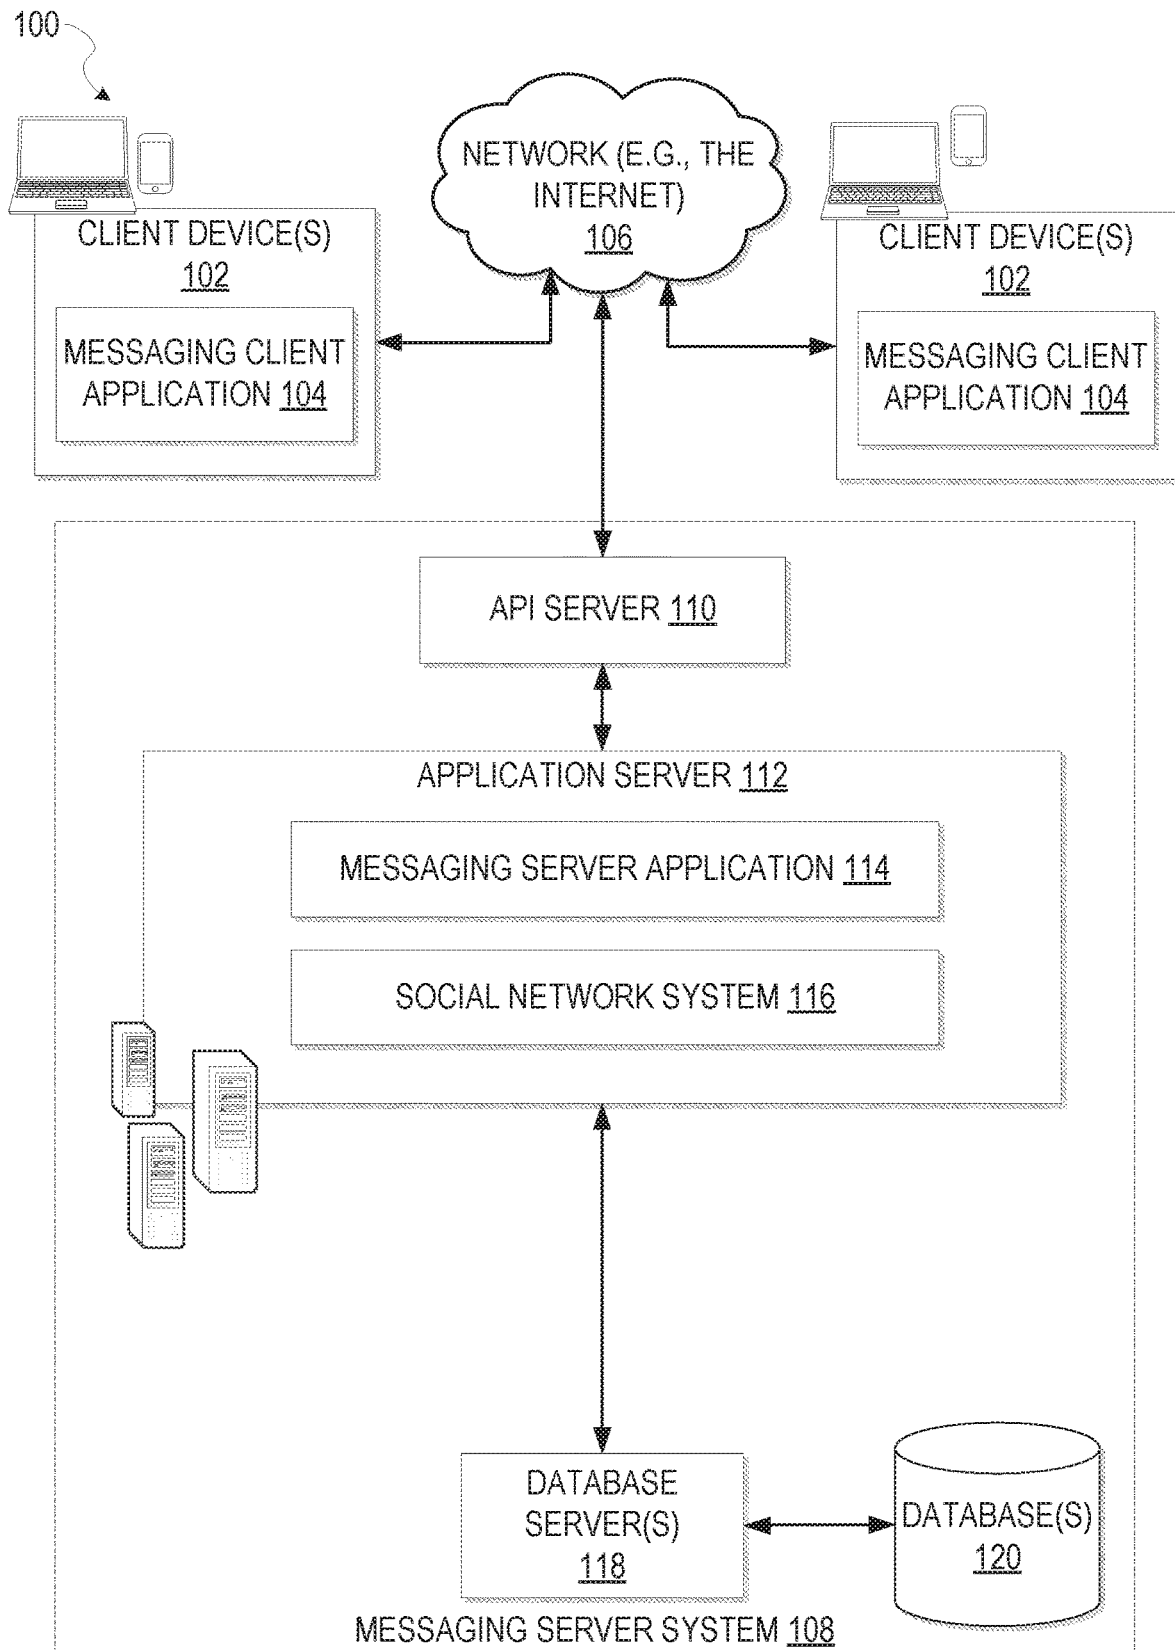 100
NETWORK (E.G., THE
INTERNET)
106
CLIENT DEVICE(S)
102
MESSAGING CLIENT
APPLICATION 104
CLIENT DEVICE(S)
102
MESSAGING CLIENT
APPLICATION 104
API SERVER 110
APPLICATION SERVER 112
MESSAGING SERVER APPLICATION 114
SOCIAL NETWORK SYSTEM 116
DATABASE
SERVER(S)
118
DATABASE(S)
120
MESSAGING SERVER SYSTEM 108